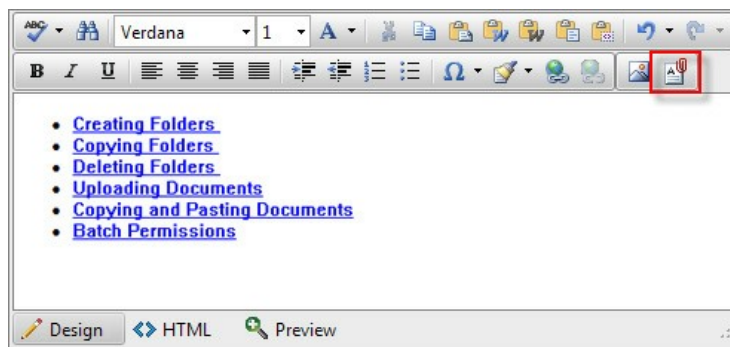 ABC Verdana 1 A
B I U Ω A
Creating Folders
Copying Folders
Deleting Folders
Uploading Documents
Copying and Pasting Documents
Batch Permissions
Design <> HTML Preview